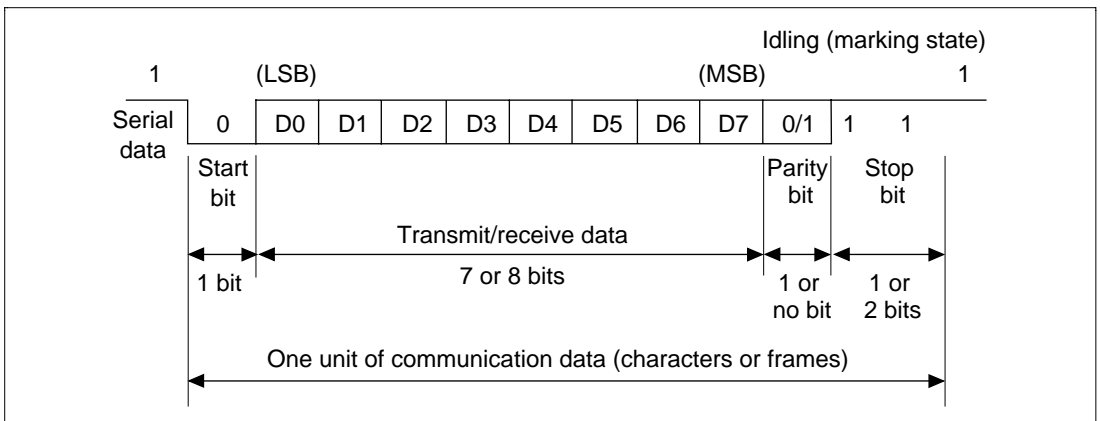 Idling (marking state)
1 (LSB) (MSB) 1
Serial
data
0 D0 D1 D2 D3 D4 D5 D6 D7 0/1 1 1
Start
bit
Parity
bit
Stop
bit
Transmit/receive data
1 bit
7 or 8 bits
1 or
no bit
1 or
2 bits
One unit of communication data (characters or frames)